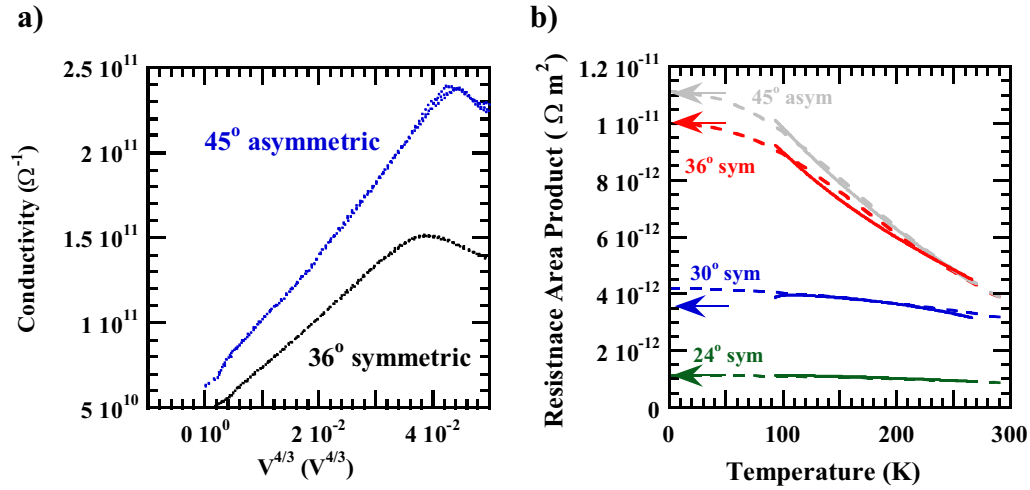 a)
2.5 10^11
2 10^11
1.5 10^11
1 10^11
5 10^10
Conductivity (Ω^-1)
45° asymmetric
36° symmetric
0 10^0
2 10^-2
4 10^-2
V^4/3 (V^4/3)
b)
1.2 10^-11
1 10^-11
8 10^-12
6 10^-12
4 10^-12
2 10^-12
0
Resistnace Area Product ( Ω m^2)
45° asym
36° sym
30° sym
24° sym
0
100
200
300
Temperature (K)